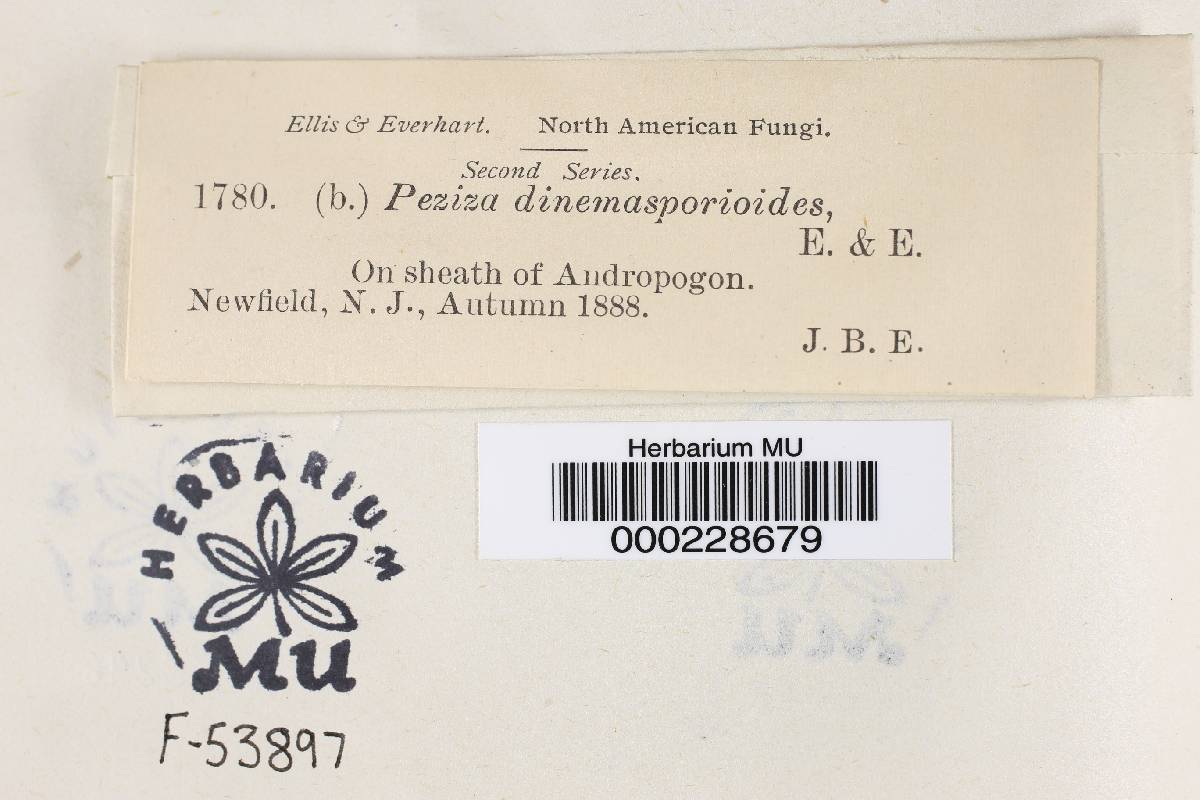 Ellis & Everhart. North American Fungi.
Second Series.
1780. (b.) Peziza dinemasporioides,
E. & E.
On sheath of Andropogon.
Newfield, N. J., Autumn 1888.
J. B. E.
Herbarium MU
000228679
HERBARIUM
MU
F-53897